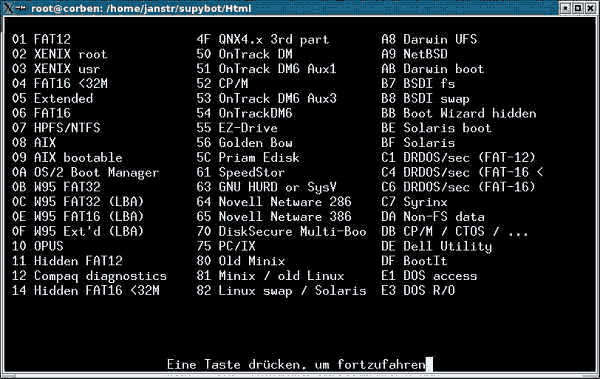 root@corben: /home/janstr/supybot/Html
01 FAT12 4F QNX4.x 3rd part A8 Darwin UFS
02 XENIX root 50 OnTrack DM A9 NetBSD
03 XENIX usr 51 OnTrack DM6 Aux1 AB Darwin boot
04 FAT16 <32M 52 CP/M B7 BSDI fs
05 Extended 53 OnTrack DM6 Aux3 B8 BSDI swap
06 FAT16 54 OnTrackDM6 BB Boot Wizard hidden
07 HPFS/NTFS 55 EZ-Drive BE Solaris boot
08 AIX 56 Golden Bow BF Solaris
09 AIX bootable 5C Priam Edisk C1 DRDOS/sec (FAT-12)
0A OS/2 Boot Manager 61 SpeedStor C4 DRDOS/sec (FAT-16 <
0B W95 FAT32 63 GNU HURD or SysV C6 DRDOS/sec (FAT-16)
0C W95 FAT32 (LBA) 64 Novell Netware 286 C7 Syrinx
0E W95 FAT16 (LBA) 65 Novell Netware 386 DA Non-FS data
0F W95 Ext'd (LBA) 70 DiskSecure Multi-Boo DB CP/M / CTOS / ...
10 OPUS 75 PC/IX DE Dell Utility
11 Hidden FAT12 80 Old Minix DF BootIt
12 Compaq diagnostics 81 Minix / old Linux E1 DOS access
14 Hidden FAT16 <32M 82 Linux swap / Solaris E3 DOS R/O
Eine Taste drücken, um fortzufahren